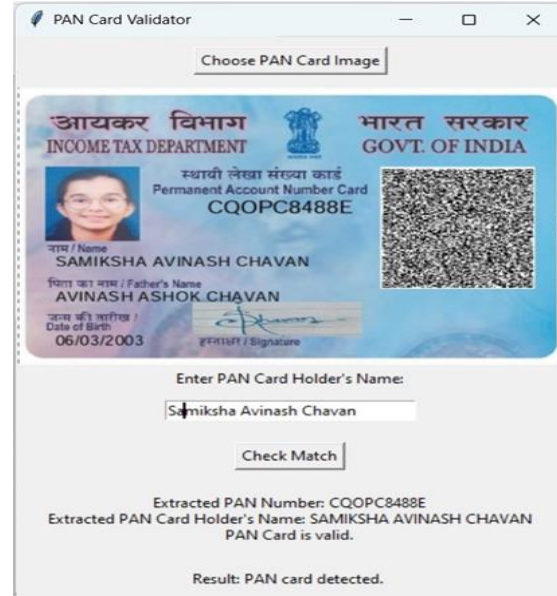 PAN Card Validator
Choose PAN Card Image
आयकर विभाग
INCOME TAX DEPARTMENT
भारत सरकार
GOVT. OF INDIA
स्थायी लेखा संख्या कार्ड
Permanent Account Number Card
CQOPC8488E
नाम / Name
SAMIKSHA AVINASH CHAVAN
पिता का नाम / Father's Name
AVINASH ASHOK CHAVAN
जन्म की तारीख /
Date of Birth
06/03/2003
हस्ताक्षर / Signature
Enter PAN Card Holder's Name:
Samiksha Avinash Chavan
Check Match
Extracted PAN Number: CQOPC8488E
Extracted PAN Card Holder's Name: SAMIKSHA AVINASH CHAVAN
PAN Card is valid.
Result: PAN card detected.